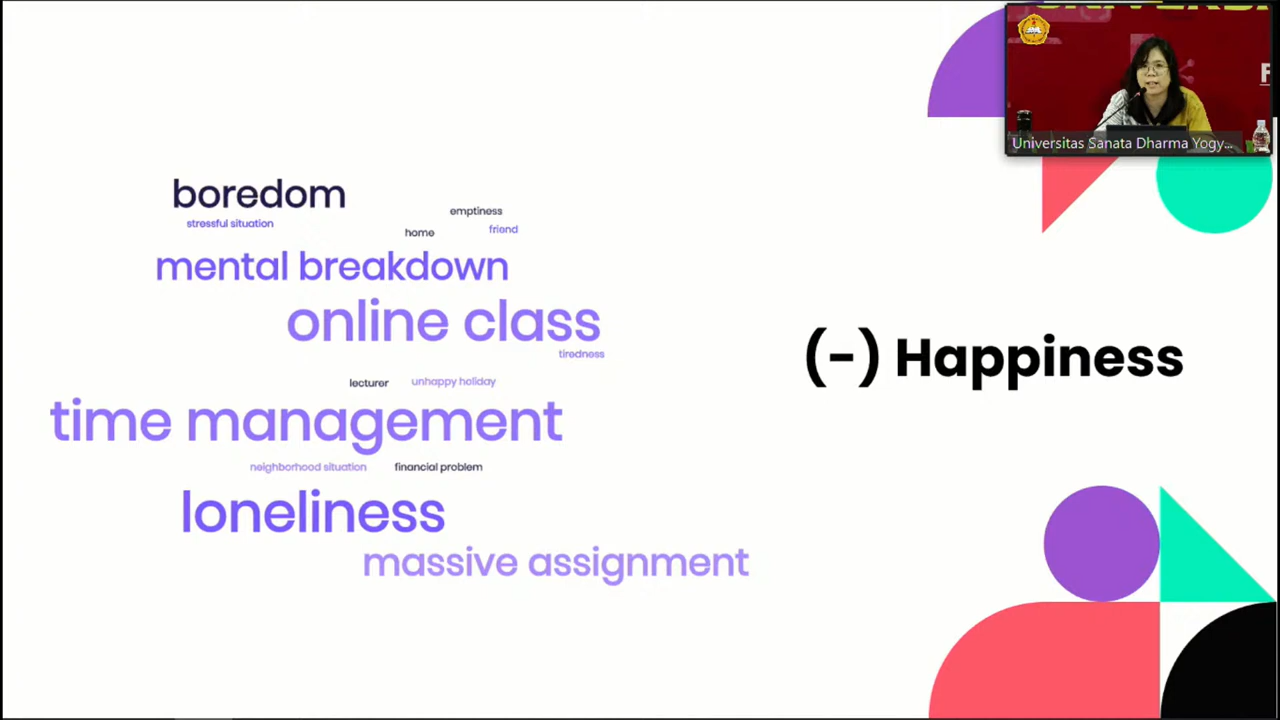 boredom
stressful situation
emptiness
friend
home
mental breakdown
online class
tiredness
lecturer
unhappy holiday
time management
neighborhood situation
financial problem
loneliness
massive assignment
(-) Happiness
Universitas Sanata Dharma Yogy...